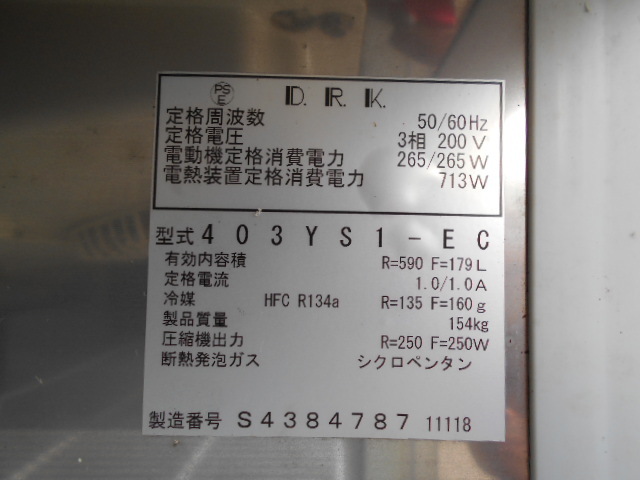 PS
E
D.R.K.
定格周波数 50/60Hz
定格電圧 3相 200V
電動機定格消費電力 265/265W
電熱装置定格消費電力 713W
型式 403YS1-EC
有効内容積 R=590 F=179L
定格電流 1.0/1.0A
冷媒 HFC R134a R=135 F=160g
製品質量 154kg
圧縮機出力 R=250 F=250W
断熱発泡ガス シクロペンタン
製造番号 S4384787 11118